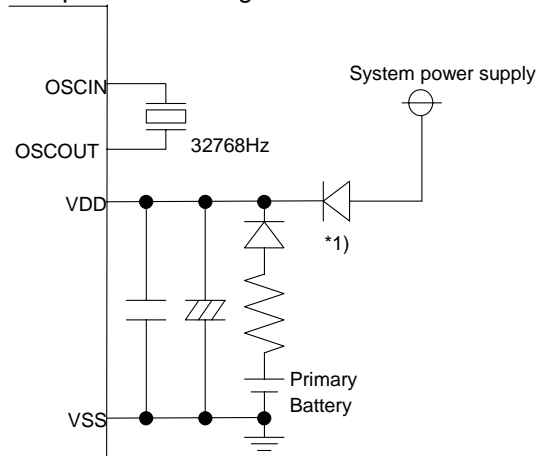 System power supply
OSCIN
OSCOUT
32768Hz
VDD
*1)
Primary
Battery
VSS